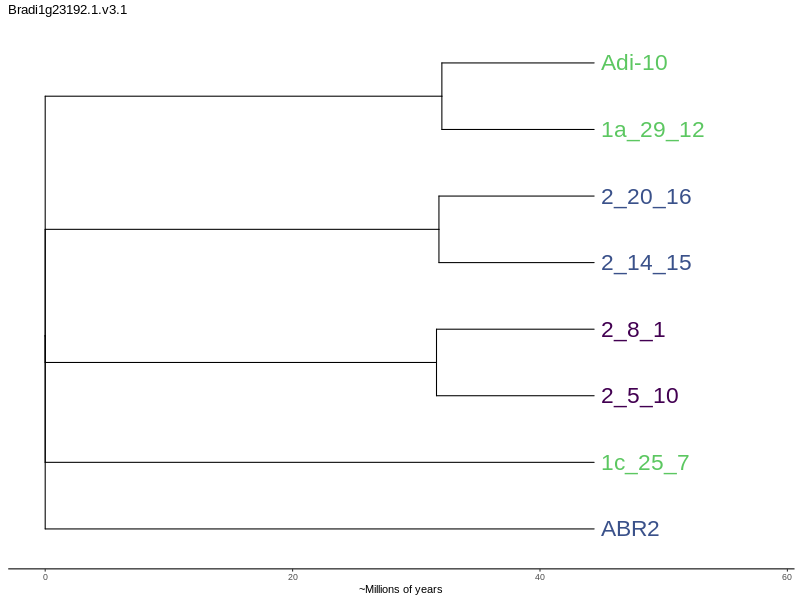 Bradi1g23192.1.v3.1
Adi-10
1a_29_12
2_20_16
2_14_15
2_8_1
2_5_10
1c_25_7
ABR2
0 20 40 60
~Millions of years